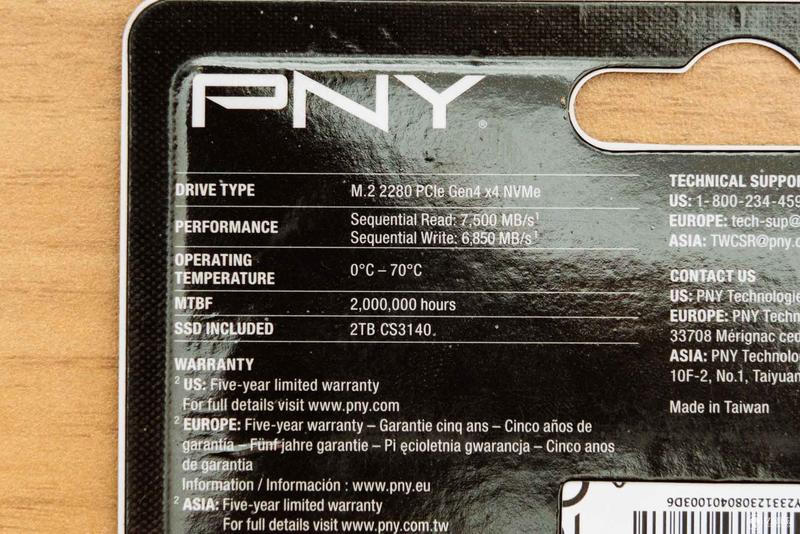 PNY®
DRIVE TYPE M.2 2280 PCIe Gen4 x4 NVMe
PERFORMANCE Sequential Read: 7,500 MB/s¹
Sequential Write: 6,850 MB/s¹
OPERATING TEMPERATURE 0°C – 70°C
MTBF 2,000,000 hours
SSD INCLUDED 2TB CS3140
WARRANTY
² US: Five-year limited warranty
For full details visit www.pny.com
² EUROPE: Five-year warranty – Garantie cinq ans – Cinco años de
garantía – Fünf jahre garantie – Pi ęcioletnia gwarancja – Cinco anos
de garantia
Information / Información : www.pny.eu
² ASIA: Five-year limited warranty
For full details visit www.pny.com.tw
TECHNICAL SUPPO
US: 1-800-234-459
EUROPE: tech-sup@
ASIA: TWCSR@pny.c
CONTACT US
US: PNY Technologie
EUROPE: PNY Techn
33708 Mérignac ced
ASIA: PNY Technolo
10F-2, No.1, Taiyuan
Made in Taiwan